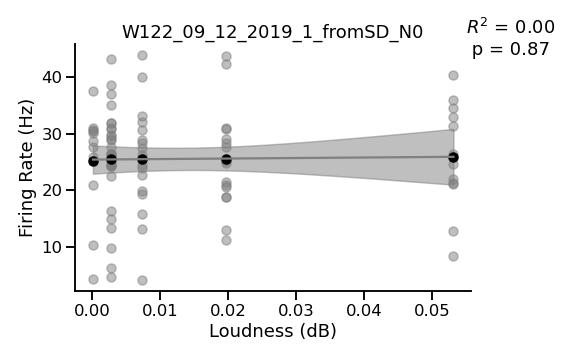 W122_09_12_2019_1_fromSD_N0
R² = 0.00
p = 0.87
Firing Rate (Hz)
40
30
20
10
0.00 0.01 0.02 0.03 0.04 0.05
Loudness (dB)